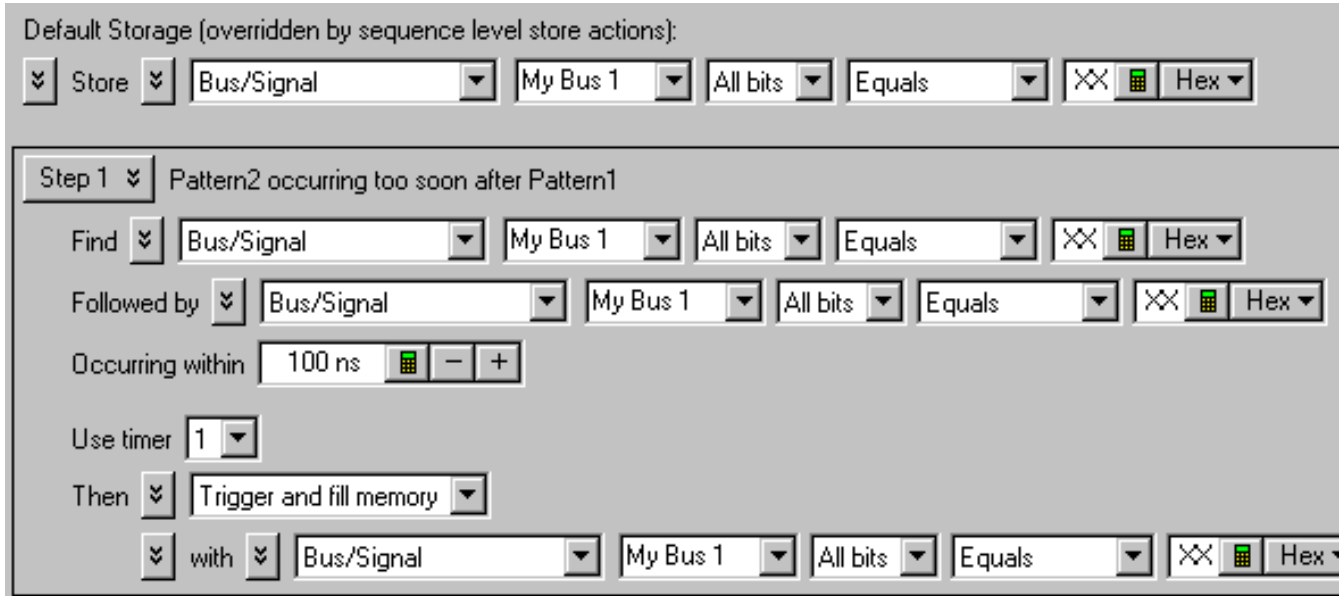 Default Storage (overridden by sequence level store actions):
Store Bus/Signal My Bus 1 All bits Equals XX Hex
Step 1 Pattern2 occurring too soon after Pattern1
Find Bus/Signal My Bus 1 All bits Equals XX Hex
Followed by Bus/Signal My Bus 1 All bits Equals XX Hex
Occurring within 100 ns − +
Use timer 1
Then Trigger and fill memory
with Bus/Signal My Bus 1 All bits Equals XX Hex